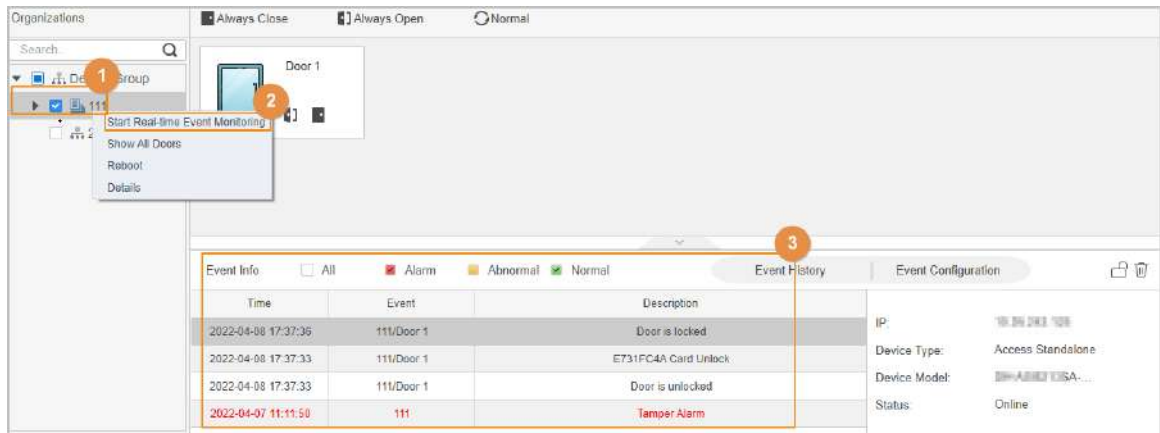 Organizations
Always Close Always Open Normal
Search..
Door 1
1
Group
111
2
Start Real-time Event Monitoring
Show All Doors
Reboot
Details
3
Event Info All Alarm Abnormal Normal Event History Event Configuration
Time Event Description
2022-04-08 17:37:36 111/Door 1 Door is locked
IP:
2022-04-08 17:37:33 111/Door 1 E731FC4A Card Unlock
Device Type: Access Standalone
2022-04-08 17:37:33 111/Door 1 Door is unlocked
Device Model:
2022-04-07 11:11:50 111 Tamper Alarm
Status: Online